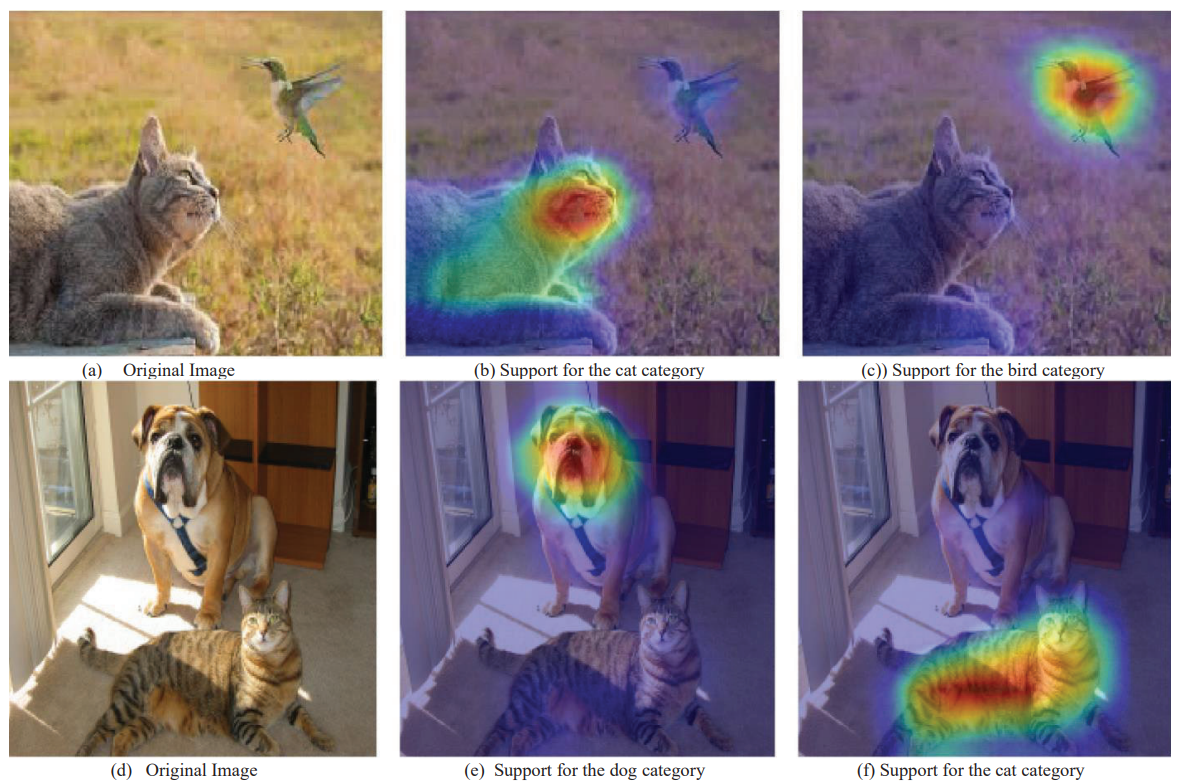 (a) Original Image
(b) Support for the cat category
(c)) Support for the bird category
(d) Original Image
(e) Support for the dog category
(f) Support for the cat category